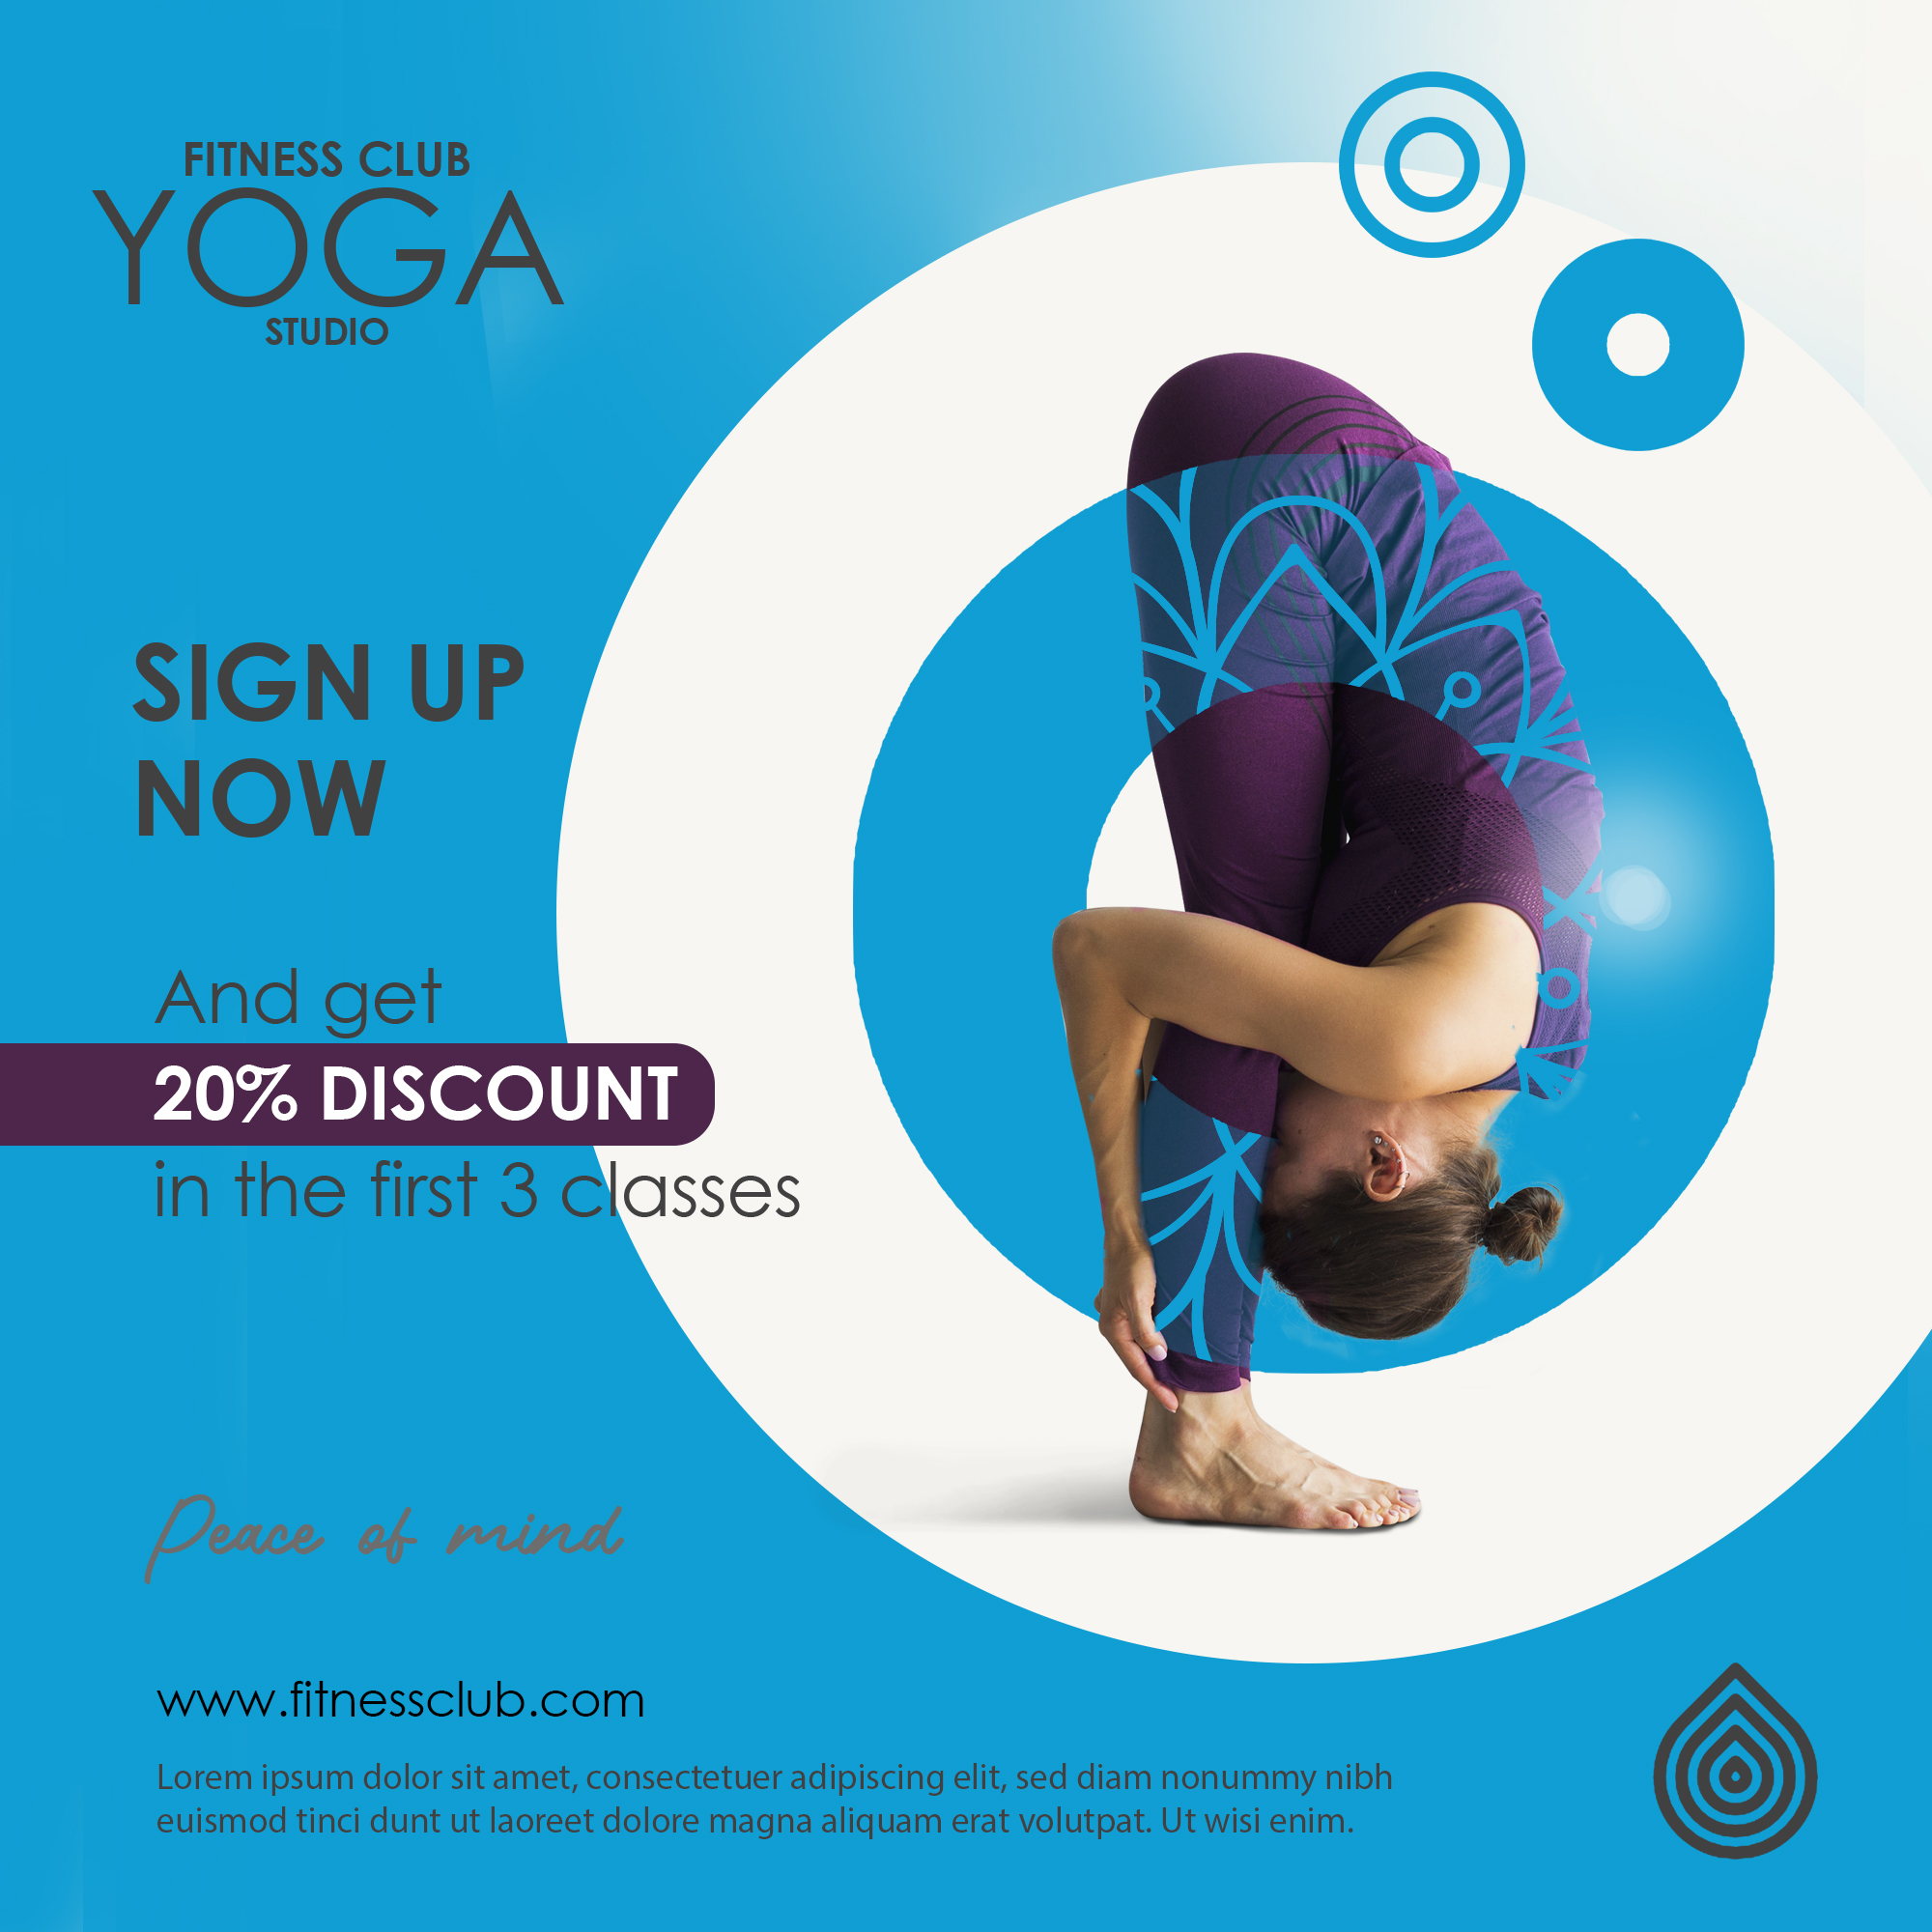 FITNESS CLUB
YOGA
STUDIO
SIGN UP
NOW
And get
20% DISCOUNT
in the first 3 classes
Peace of mind
www.fitnessclub.com
Lorem ipsum dolor sit amet, consectetuer adipiscing elit, sed diam nonummy nibh
euismod tinci dunt ut laoreet dolore magna aliquam erat volutpat. Ut wisi enim.